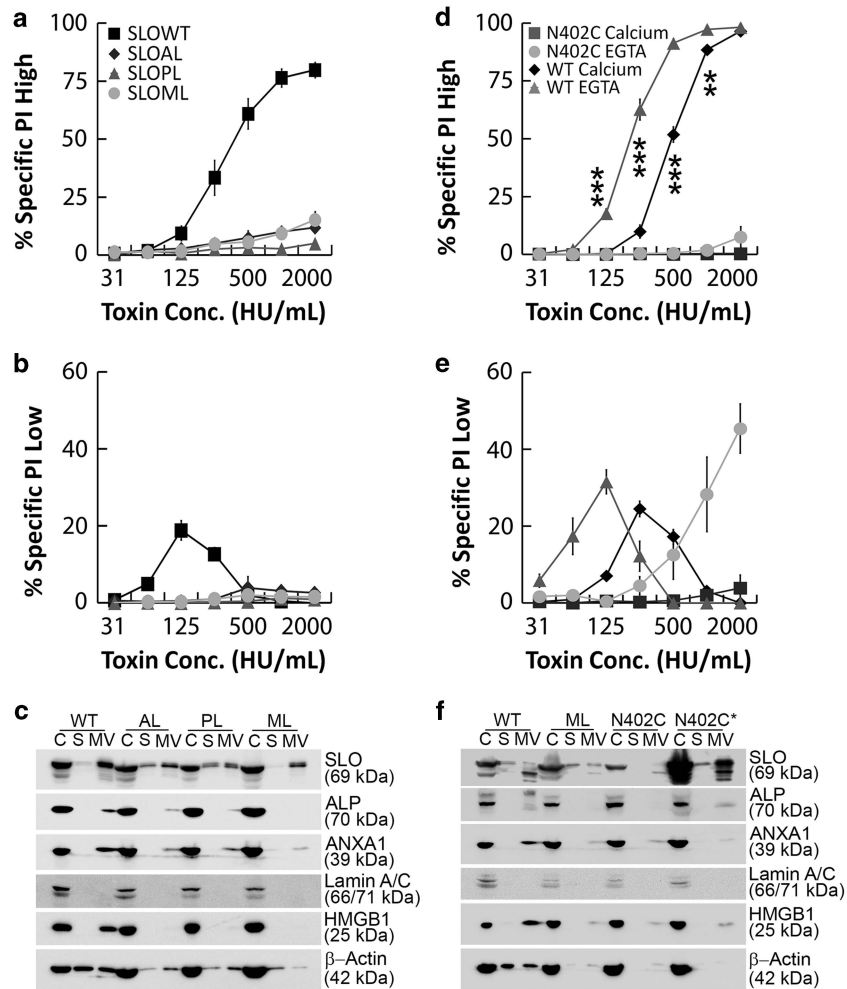 a
% Specific PI High
100
75
50
25
0
SLOWT
SLOAL
SLOPL
SLOML
31 125 500 2000
Toxin Conc. (HU/mL)
b
% Specific PI Low
60
40
20
0
31 125 500 2000
Toxin Conc. (HU/mL)
c
WT AL PL ML
C S MV C S MV C S MV C S MV
SLO
(69 kDa)
ALP
(70 kDa)
ANXA1
(39 kDa)
Lamin A/C
(66/71 kDa)
HMGB1
(25 kDa)
β–Actin
(42 kDa)
d
% Specific PI High
100
75
50
25
0
N402C Calcium
N402C EGTA
WT Calcium
WT EGTA
***
***
***
**
31 125 500 2000
Toxin Conc. (HU/mL)
e
% Specific PI Low
60
40
20
0
31 125 500 2000
Toxin Conc. (HU/mL)
f
WT ML N402C N402C*
C S MV C S MV C S MV C S MV
SLO
(69 kDa)
ALP
(70 kDa)
ANXA1
(39 kDa)
Lamin A/C
(66/71 kDa)
HMGB1
(25 kDa)
β–Actin
(42 kDa)